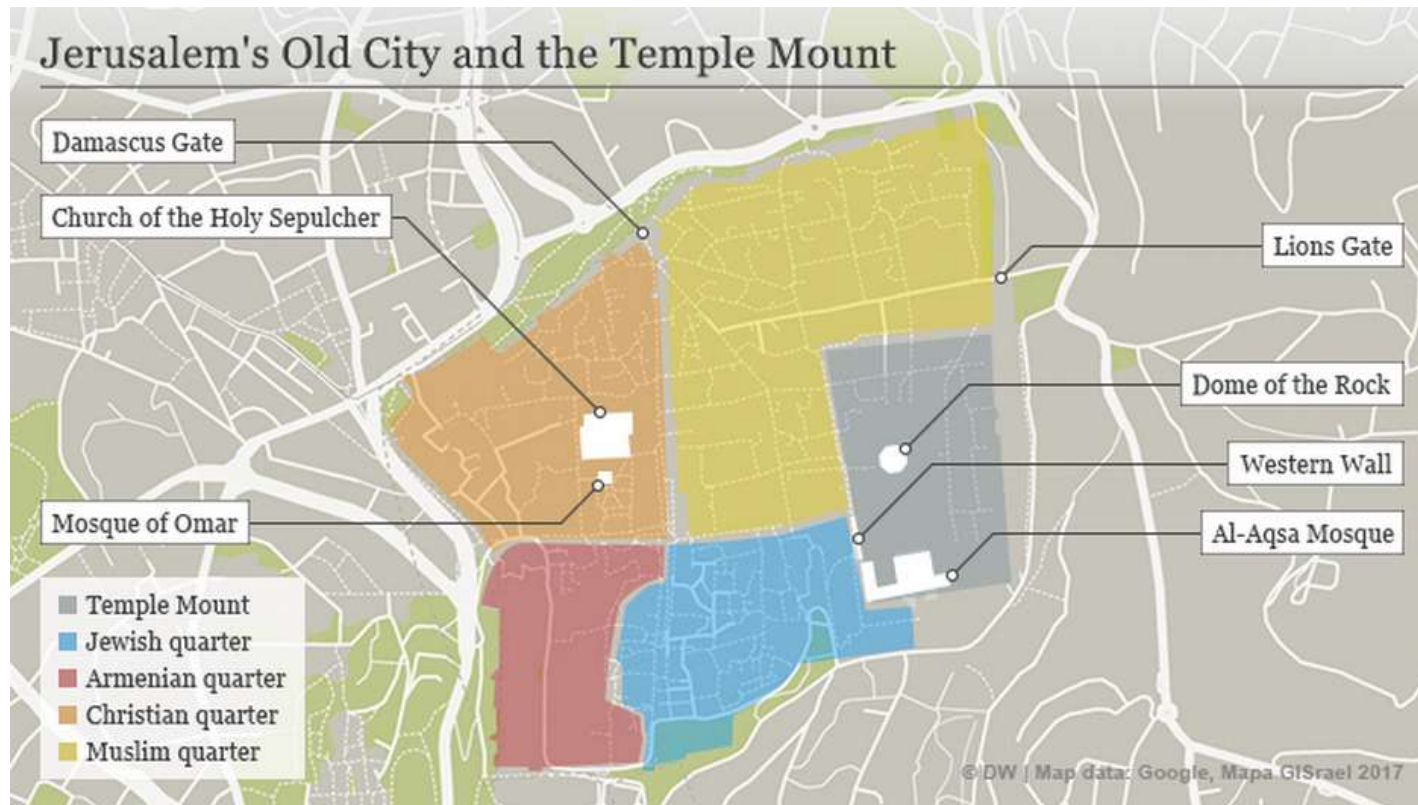 Jerusalem's Old City and the Temple Mount
Damascus Gate
Church of the Holy Sepulcher
Lions Gate
Dome of the Rock
Western Wall
Mosque of Omar
Al-Aqsa Mosque
Temple Mount
Jewish quarter
Armenian quarter
Christian quarter
Muslim quarter
© DW | Map data: Google, Mapa GISrael 2017